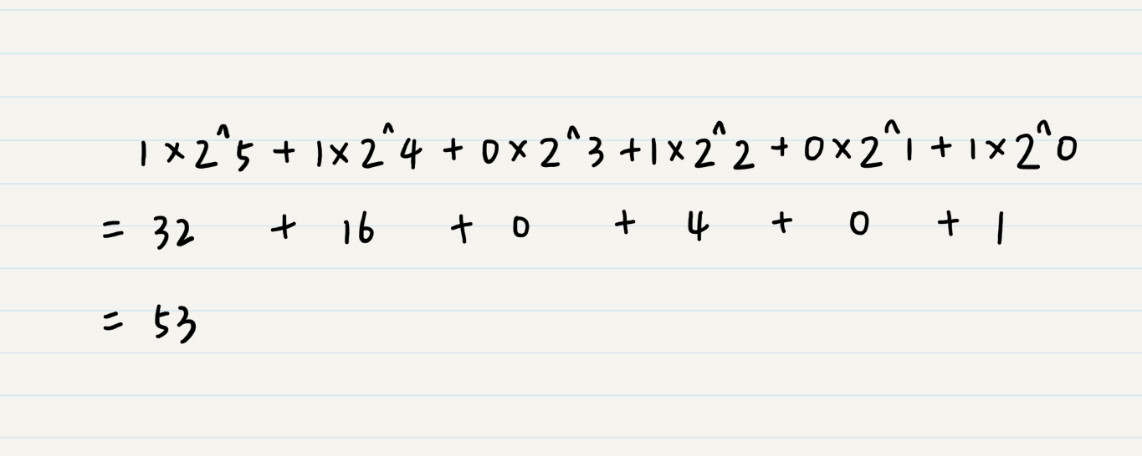 1×2^5 + 1×2^4 + 0×2^3 + 1×2^2 + 0×2^1 + 1×2^0
= 32 + 16 + 0 + 4 + 0 + 1
= 53